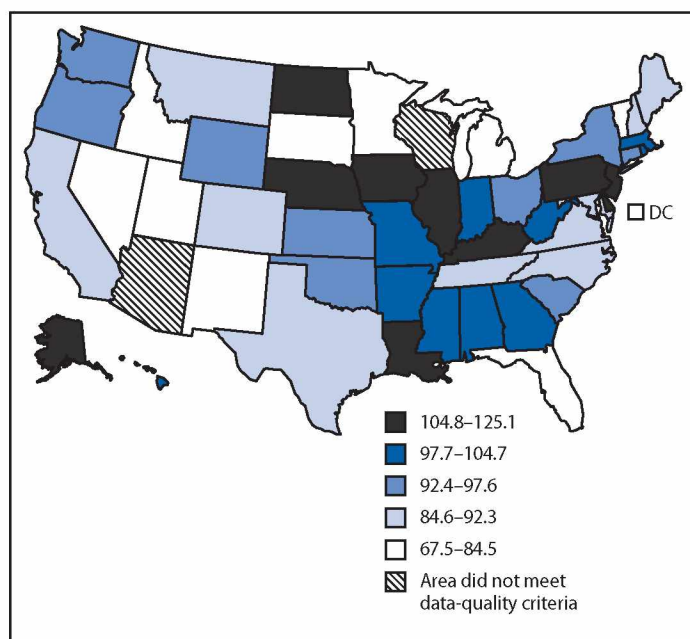 DC
104.8–125.1
97.7–104.7
92.4–97.6
84.6–92.3
67.5–84.5
Area did not meet
data-quality criteria